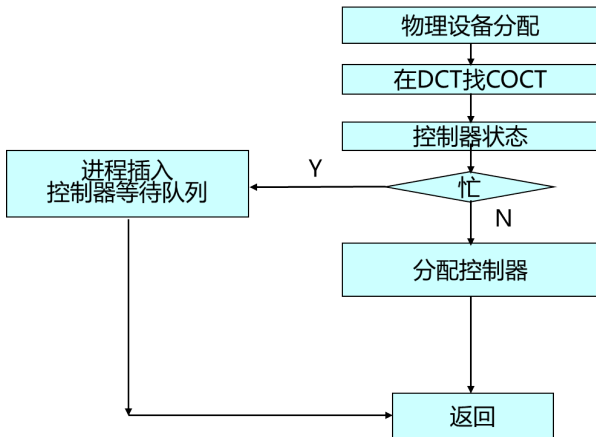 物理设备分配
在DCT找COCT
控制器状态
进程插入
控制器等待队列
Y
忙
N
分配控制器
返回